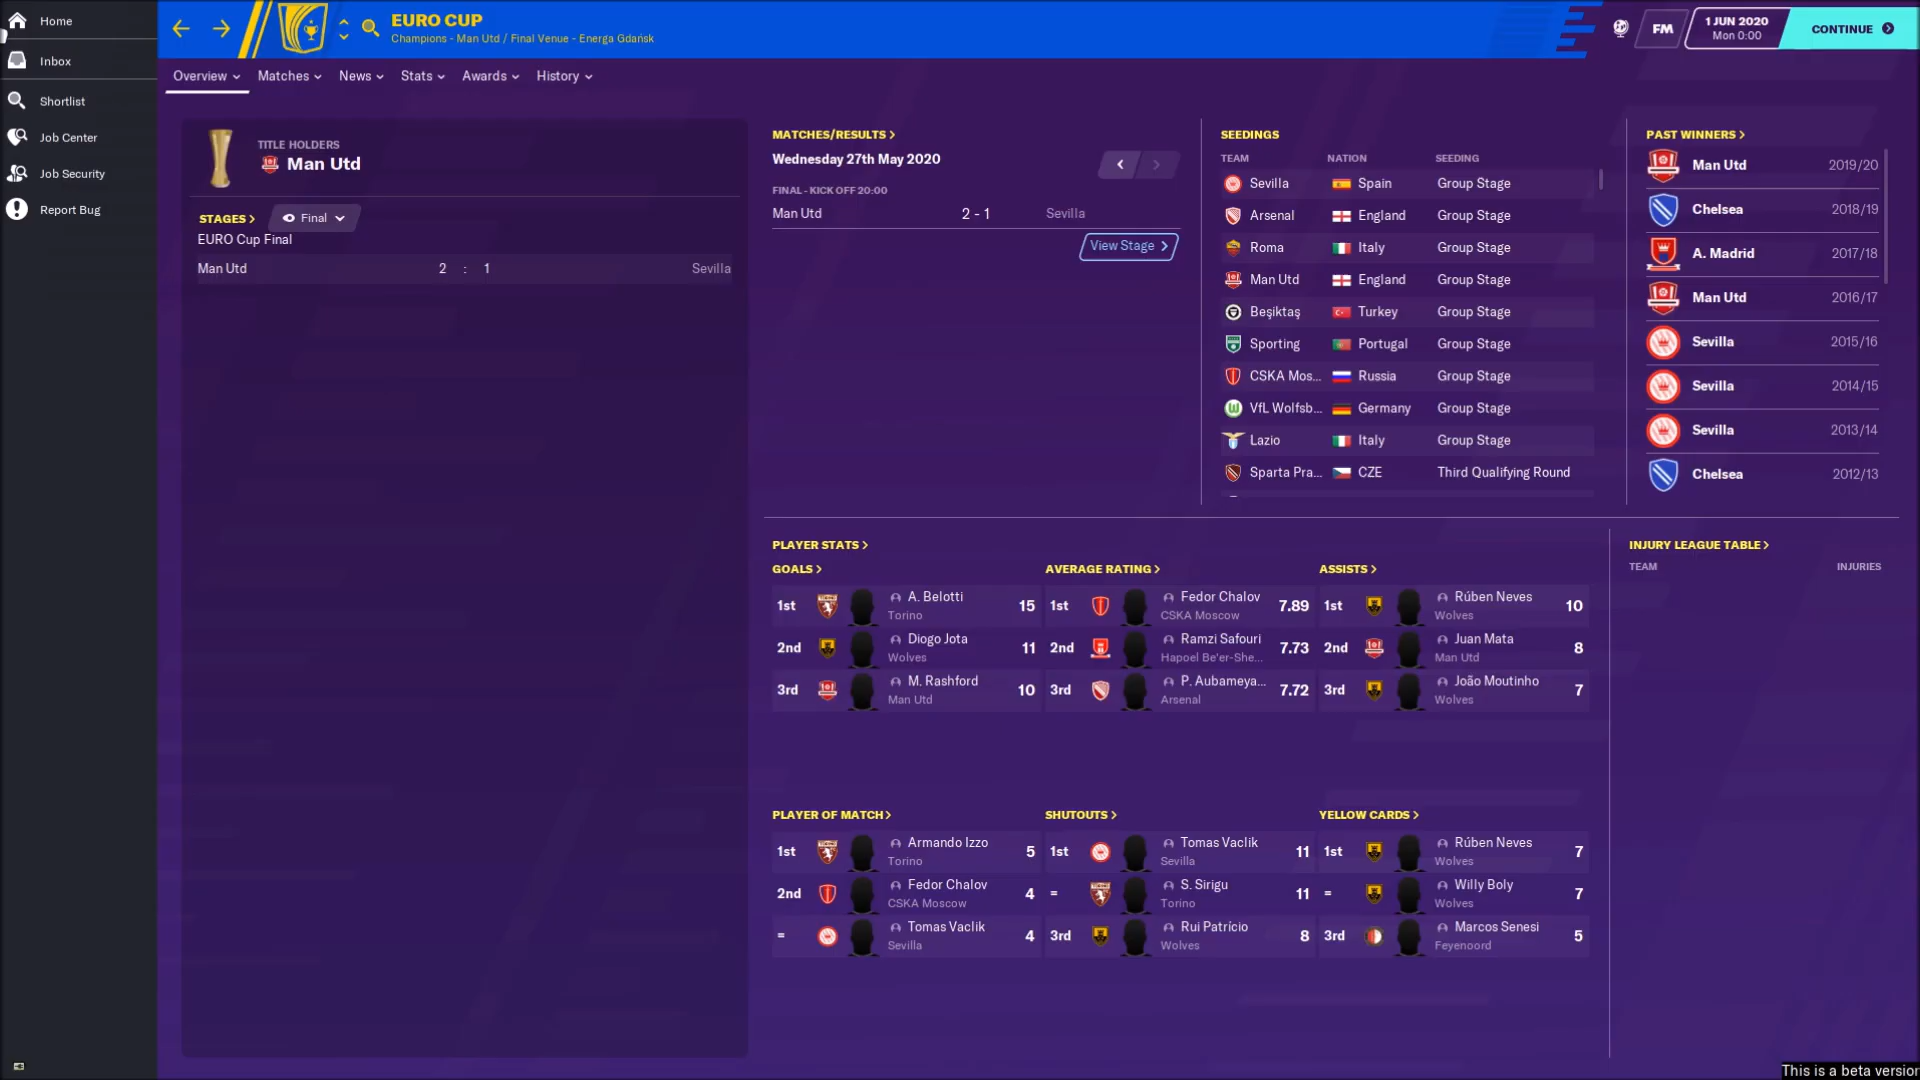 Home
Inbox
Shortlist
Job Center
Job Security
Report Bug
EURO CUP
Champions - Man Utd / Final Venue - Energa Gdańsk
FM
1 JUN 2020
Mon 0:00
CONTINUE
Overview Matches News Stats Awards History
TITLE HOLDERS
Man Utd
STAGES > Final
EURO Cup Final
Man Utd 2 : 1 Sevilla
MATCHES/RESULTS >
Wednesday 27th May 2020
FINAL - KICK OFF 20:00
Man Utd 2 - 1 Sevilla
View Stage >
SEEDINGS
TEAM NATION SEEDING
Sevilla Spain Group Stage
Arsenal England Group Stage
Roma Italy Group Stage
Man Utd England Group Stage
Beşiktaş Turkey Group Stage
Sporting Portugal Group Stage
CSKA Mos... Russia Group Stage
VfL Wolfsb... Germany Group Stage
Lazio Italy Group Stage
Sparta Pra... CZE Third Qualifying Round
PAST WINNERS >
Man Utd 2019/20
Chelsea 2018/19
A. Madrid 2017/18
Man Utd 2016/17
Sevilla 2015/16
Sevilla 2014/15
Sevilla 2013/14
Chelsea 2012/13
PLAYER STATS >
GOALS >
1st A. Belotti 15
Torino
2nd Diogo Jota 11
Wolves
3rd M. Rashford 10
Man Utd
AVERAGE RATING >
1st Fedor Chalov 7.89
CSKA Moscow
2nd Ramzi Safouri 7.73
Hapoel Be'er-She...
3rd P. Aubameya... 7.72
Arsenal
ASSISTS >
1st Rúben Neves 10
Wolves
2nd Juan Mata 8
Man Utd
3rd João Moutinho 7
Wolves
INJURY LEAGUE TABLE >
TEAM INJURIES
PLAYER OF MATCH >
1st Armando Izzo 5
Torino
2nd Fedor Chalov 4
CSKA Moscow
= Tomas Vaclik 4
Sevilla
SHUTOUTS >
1st Tomas Vaclik 11
Sevilla
= S. Sirigu 11
Torino
3rd Rui Patrício 8
Wolves
YELLOW CARDS >
1st Rúben Neves 7
Wolves
= Willy Boly 7
Wolves
3rd Marcos Senesi 5
Feyenoord
This is a beta version